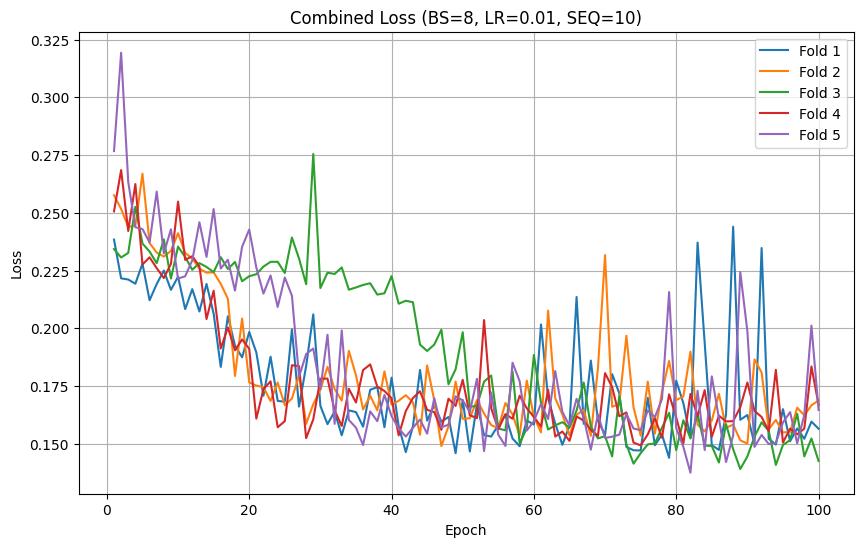 Combined Loss (BS=8, LR=0.01, SEQ=10)
Fold 1
Fold 2
Fold 3
Fold 4
Fold 5
Loss
0.325
0.300
0.275
0.250
0.225
0.200
0.175
0.150
0
20
40
60
80
100
Epoch